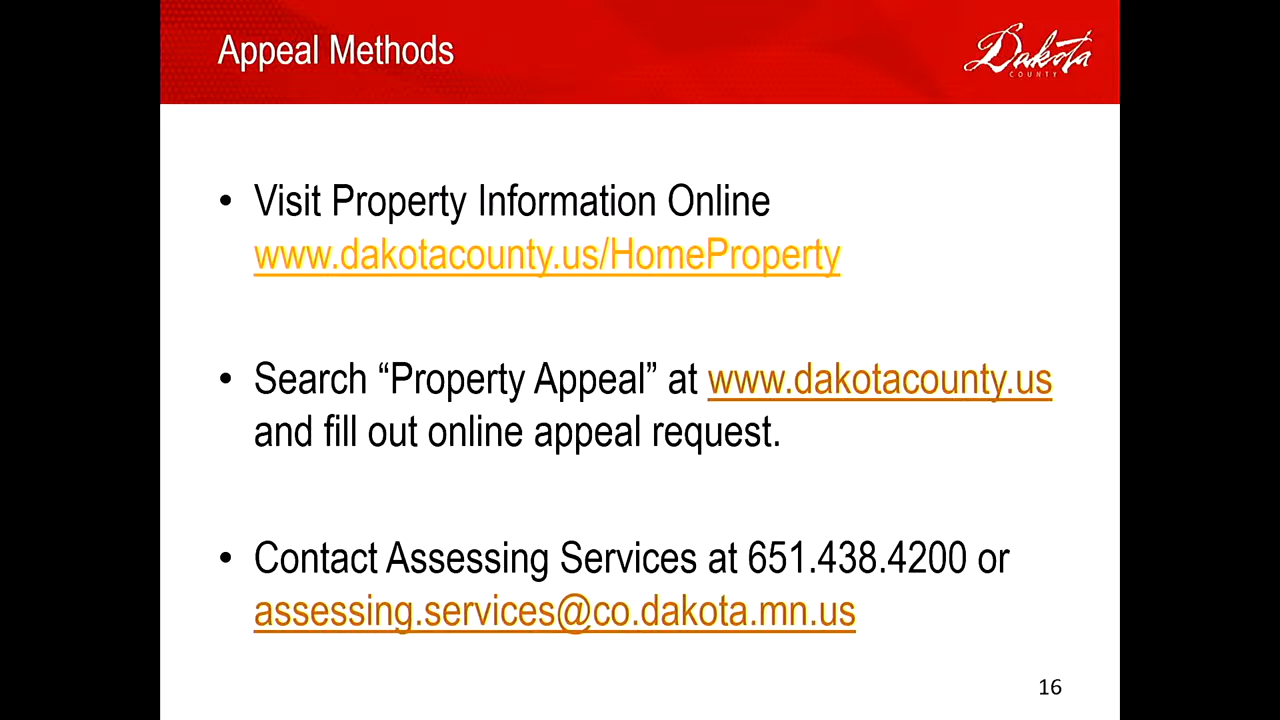 Appeal Methods
Dakota
COUNTY
• Visit Property Information Online
www.dakotacounty.us/HomeProperty
• Search “Property Appeal” at www.dakotacounty.us
and fill out online appeal request.
• Contact Assessing Services at 651.438.4200 or
assessing.services@co.dakota.mn.us
16